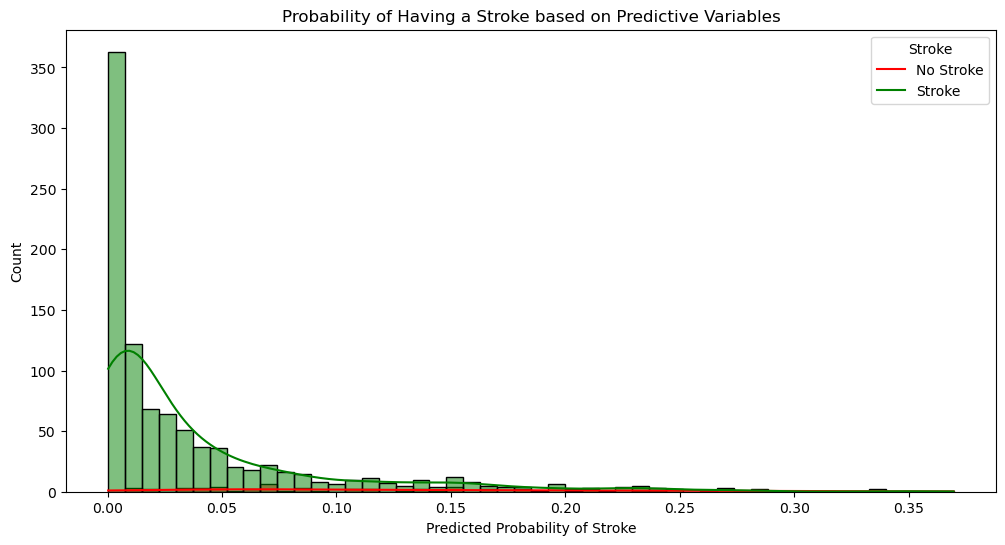 Probability of Having a Stroke based on Predictive Variables
Stroke
No Stroke
Stroke
350
300
250
200
150
100
50
0
Count
0.00 0.05 0.10 0.15 0.20 0.25 0.30 0.35
Predicted Probability of Stroke